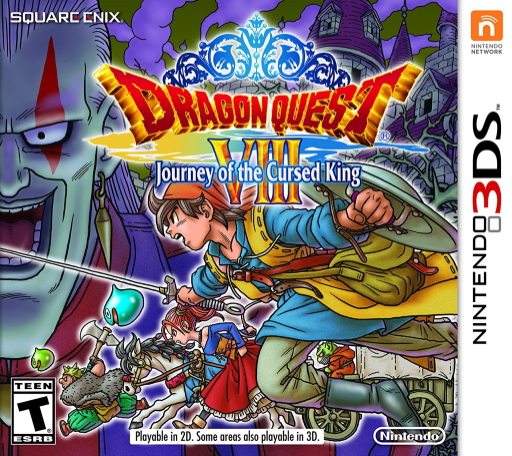 SQUARE ENIX
NINTENDO
NETWORK
DRAGON QUEST
®
VIII
Journey of the Cursed King
NINTENDO 3DS
™
TEEN
T
ESRB
Playable in 2D. Some areas also playable in 3D.
Nintendo